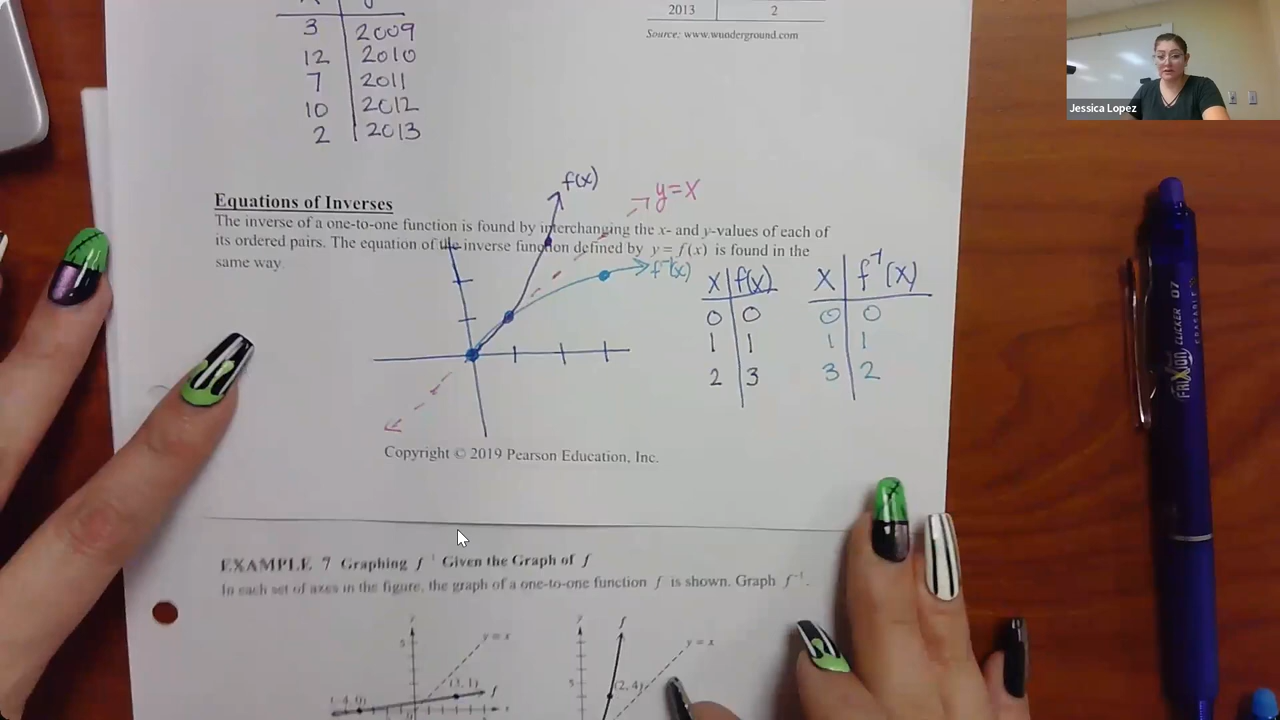 3 2009
12 2010
7 2011
10 2012
2 2013
2013 2
Source: www.wunderground.com
Jessica Lopez
f(x)
y=x
Equations of Inverses
The inverse of a one-to-one function is found by interchanging the x- and y-values of each of
its ordered pairs. The equation of the inverse function defined by y = f(x) is found in the
same way.
f⁻¹(x)
x f(x)
0 0
1 1
2 3
x f⁻¹(x)
0 0
1 1
3 2
Copyright © 2019 Pearson Education, Inc.
EXAMPLE 7 Graphing f⁻¹ Given the Graph of f
In each set of axes in the figure, the graph of a one-to-one function f is shown. Graph f⁻¹.
y
5
y = x
(3, 1)
f
x
y
f
y = x
5
(2, 4)
FRIXION CLICKER 07
ERASABLE